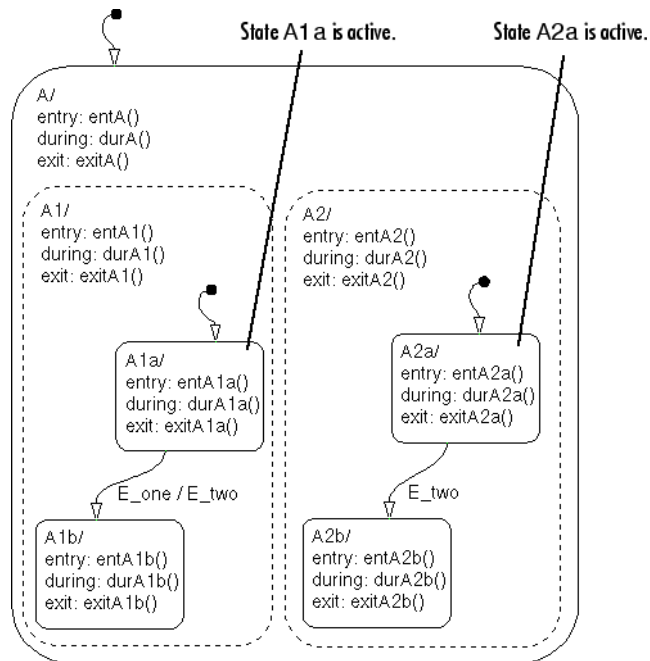 State A1a is active.
State A2a is active.
A/
entry: entA()
during: durA()
exit: exitA()
A1/
entry: entA1()
during: durA1()
exit: exitA1()
A2/
entry: entA2()
during: durA2()
exit: exitA2()
A1a/
entry: entA1a()
during: durA1a()
exit: exitA1a()
A2a/
entry: entA2a()
during: durA2a()
exit: exitA2a()
E_one / E_two
E_two
A1b/
entry: entA1b()
during: durA1b()
exit: exitA1b()
A2b/
entry: entA2b()
during: durA2b()
exit: exitA2b()